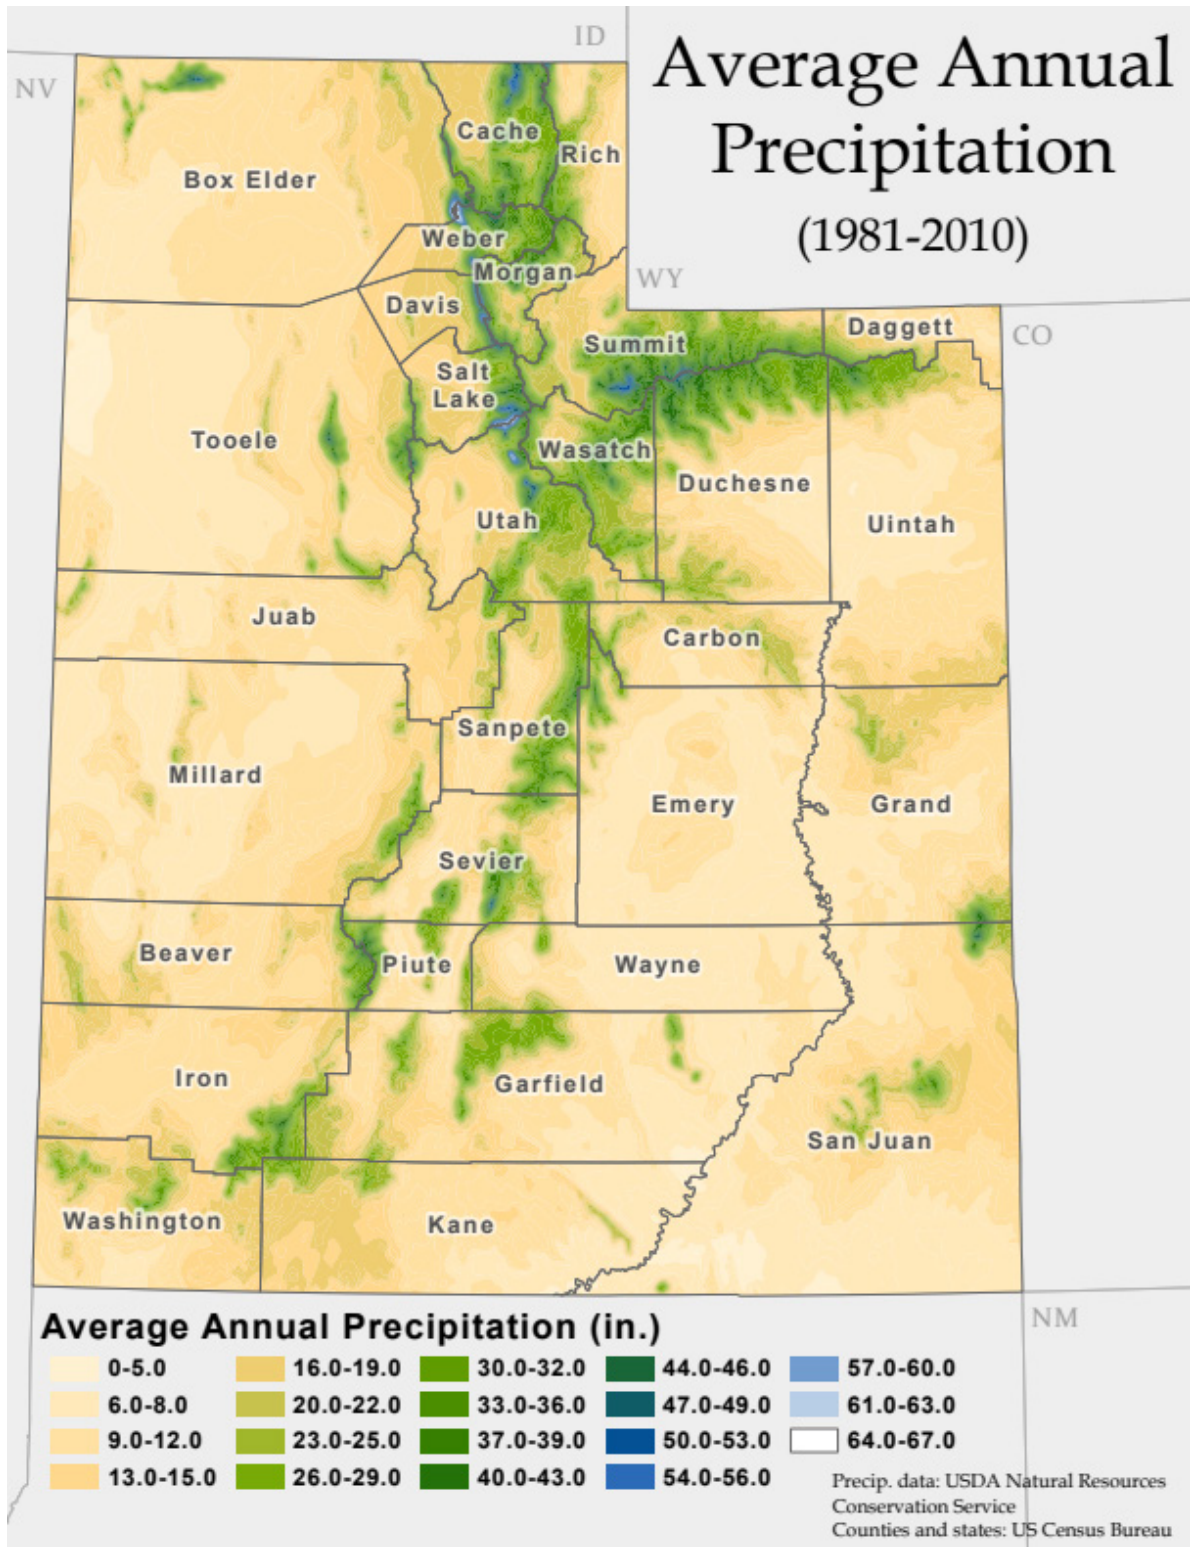 ID
NV
Average Annual
Precipitation
(1981-2010)
WY
CO
Cache
Rich
Box Elder
Weber
Morgan
Davis
Daggett
Summit
Salt
Lake
Tooele
Wasatch
Duchesne
Utah
Uintah
Juab
Carbon
Sanpete
Millard
Emery
Grand
Sevier
Beaver
Piute
Wayne
Iron
Garfield
San Juan
Washington
Kane
NM
Average Annual Precipitation (in.)
0-5.0
6.0-8.0
9.0-12.0
13.0-15.0
16.0-19.0
20.0-22.0
23.0-25.0
26.0-29.0
30.0-32.0
33.0-36.0
37.0-39.0
40.0-43.0
44.0-46.0
47.0-49.0
50.0-53.0
54.0-56.0
57.0-60.0
61.0-63.0
64.0-67.0
Precip. data: USDA Natural Resources
Conservation Service
Counties and states: US Census Bureau